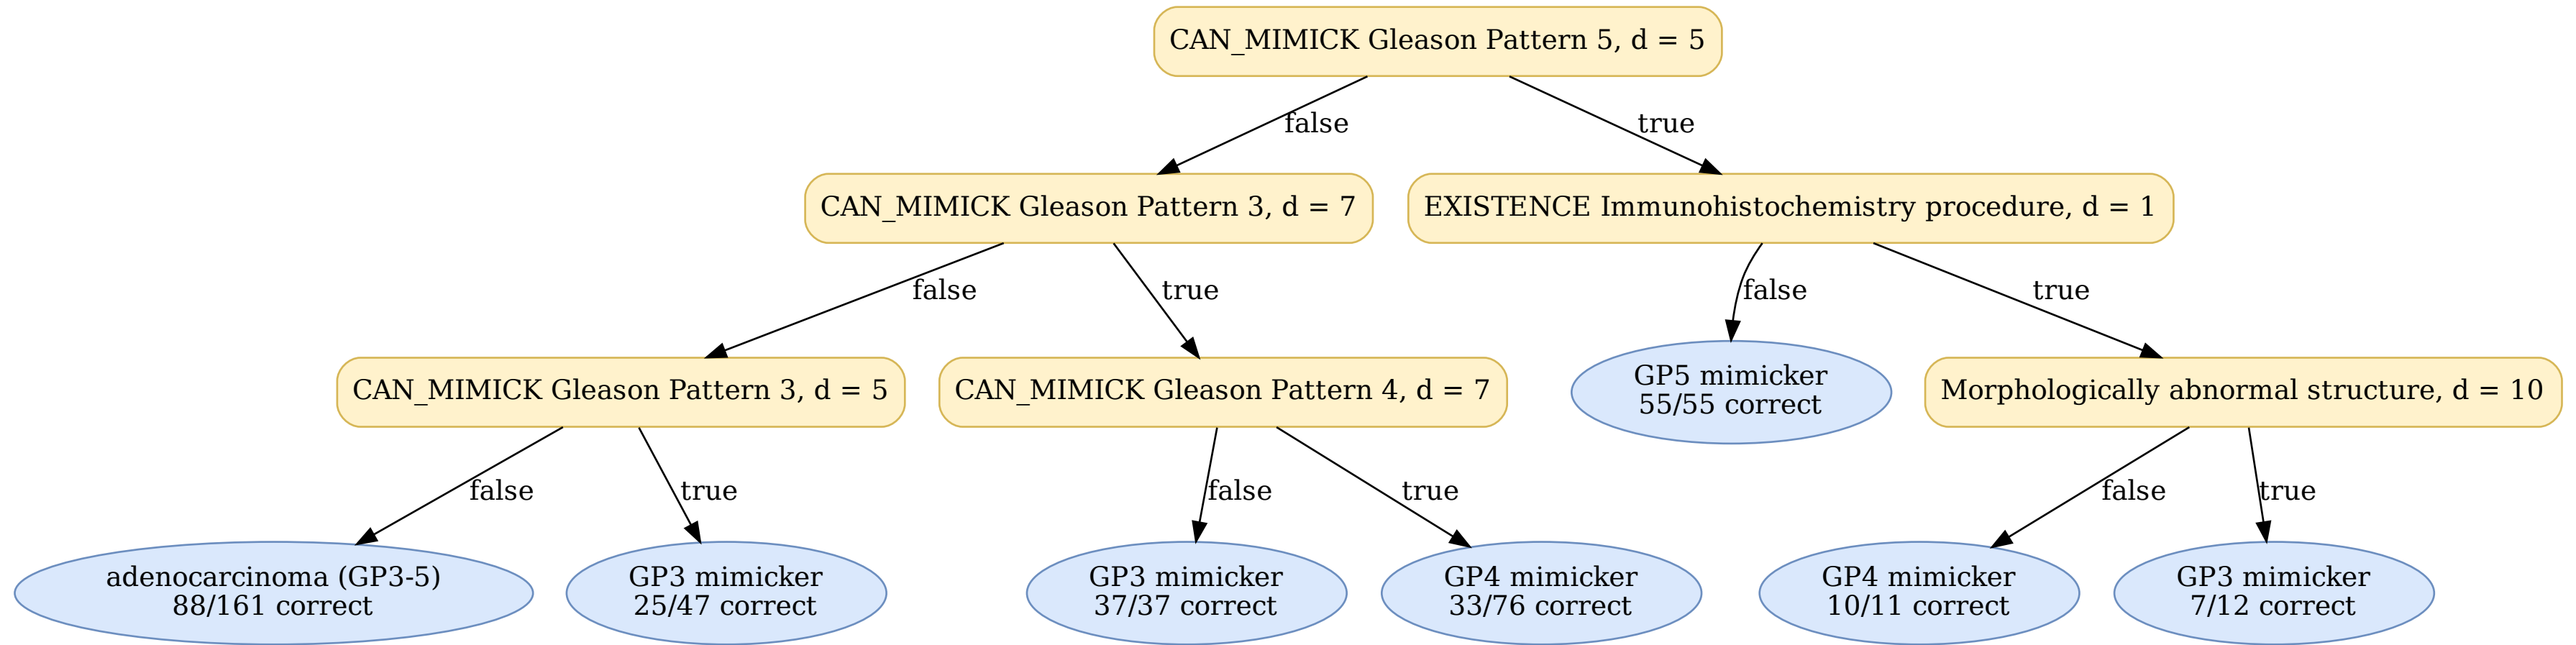 CAN_MIMICK Gleason Pattern 5, d = 5
false
true
CAN_MIMICK Gleason Pattern 3, d = 7
EXISTENCE Immunohistochemistry procedure, d = 1
false
true
false
true
CAN_MIMICK Gleason Pattern 3, d = 5
CAN_MIMICK Gleason Pattern 4, d = 7
GP5 mimicker
55/55 correct
Morphologically abnormal structure, d = 10
false
true
false
true
false
true
adenocarcinoma (GP3-5)
88/161 correct
GP3 mimicker
25/47 correct
GP3 mimicker
37/37 correct
GP4 mimicker
33/76 correct
GP4 mimicker
10/11 correct
GP3 mimicker
7/12 correct